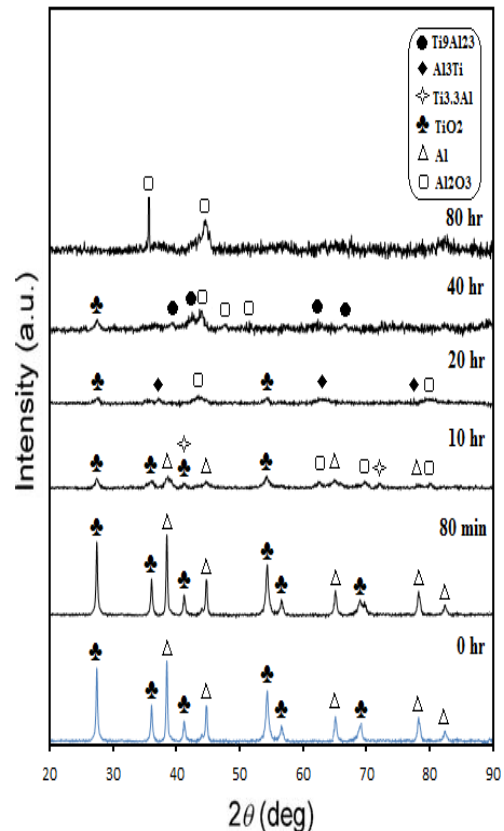 Ti9Al23
Al3Ti
Ti3.3Al
TiO2
Al
Al2O3
80 hr
40 hr
20 hr
10 hr
80 min
0 hr
Intensity (a.u.)
20 30 40 50 60 70 80 90
2θ (deg)